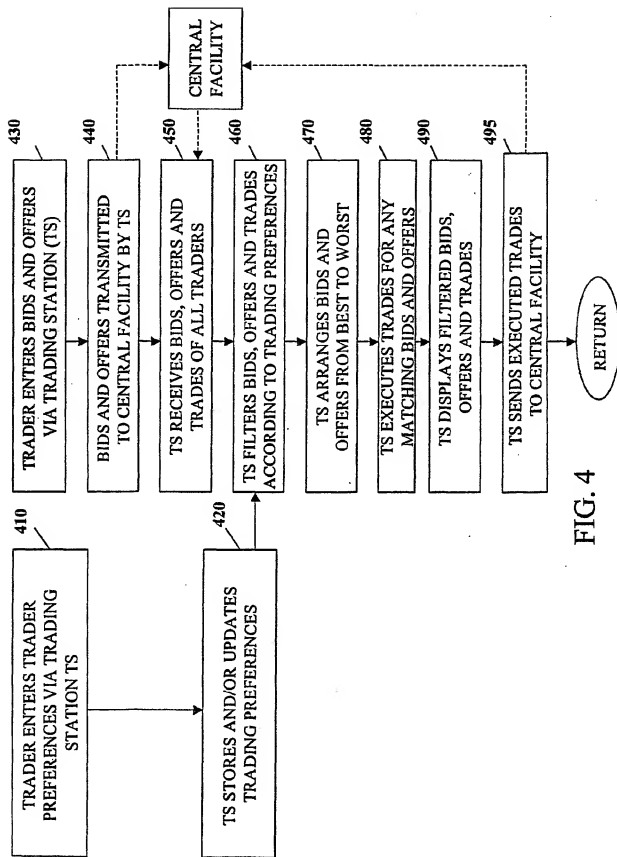 410
TRADER ENTERS TRADER
PREFERENCES VIA TRADING
STATION TS
420
TS STORES AND/OR UPDATES
TRADING PREFERENCES
430
TRADER ENTERS BIDS AND OFFERS
VIA TRADING STATION (TS)
440
BIDS AND OFFERS TRANSMITTED
TO CENTRAL FACILITY BY TS
CENTRAL
FACILITY
450
TS RECEIVES BIDS, OFFERS AND
TRADES OF ALL TRADERS
460
TS FILTERS BIDS, OFFERS AND TRADES
ACCORDING TO TRADING PREFERENCES
470
TS ARRANGES BIDS AND
OFFERS FROM BEST TO WORST
480
TS EXECUTES TRADES FOR ANY
MATCHING BIDS AND OFFERS
490
TS DISPLAYS FILTERED BIDS,
OFFERS AND TRADES
495
TS SENDS EXECUTED TRADES
TO CENTRAL FACILITY
RETURN
FIG. 4